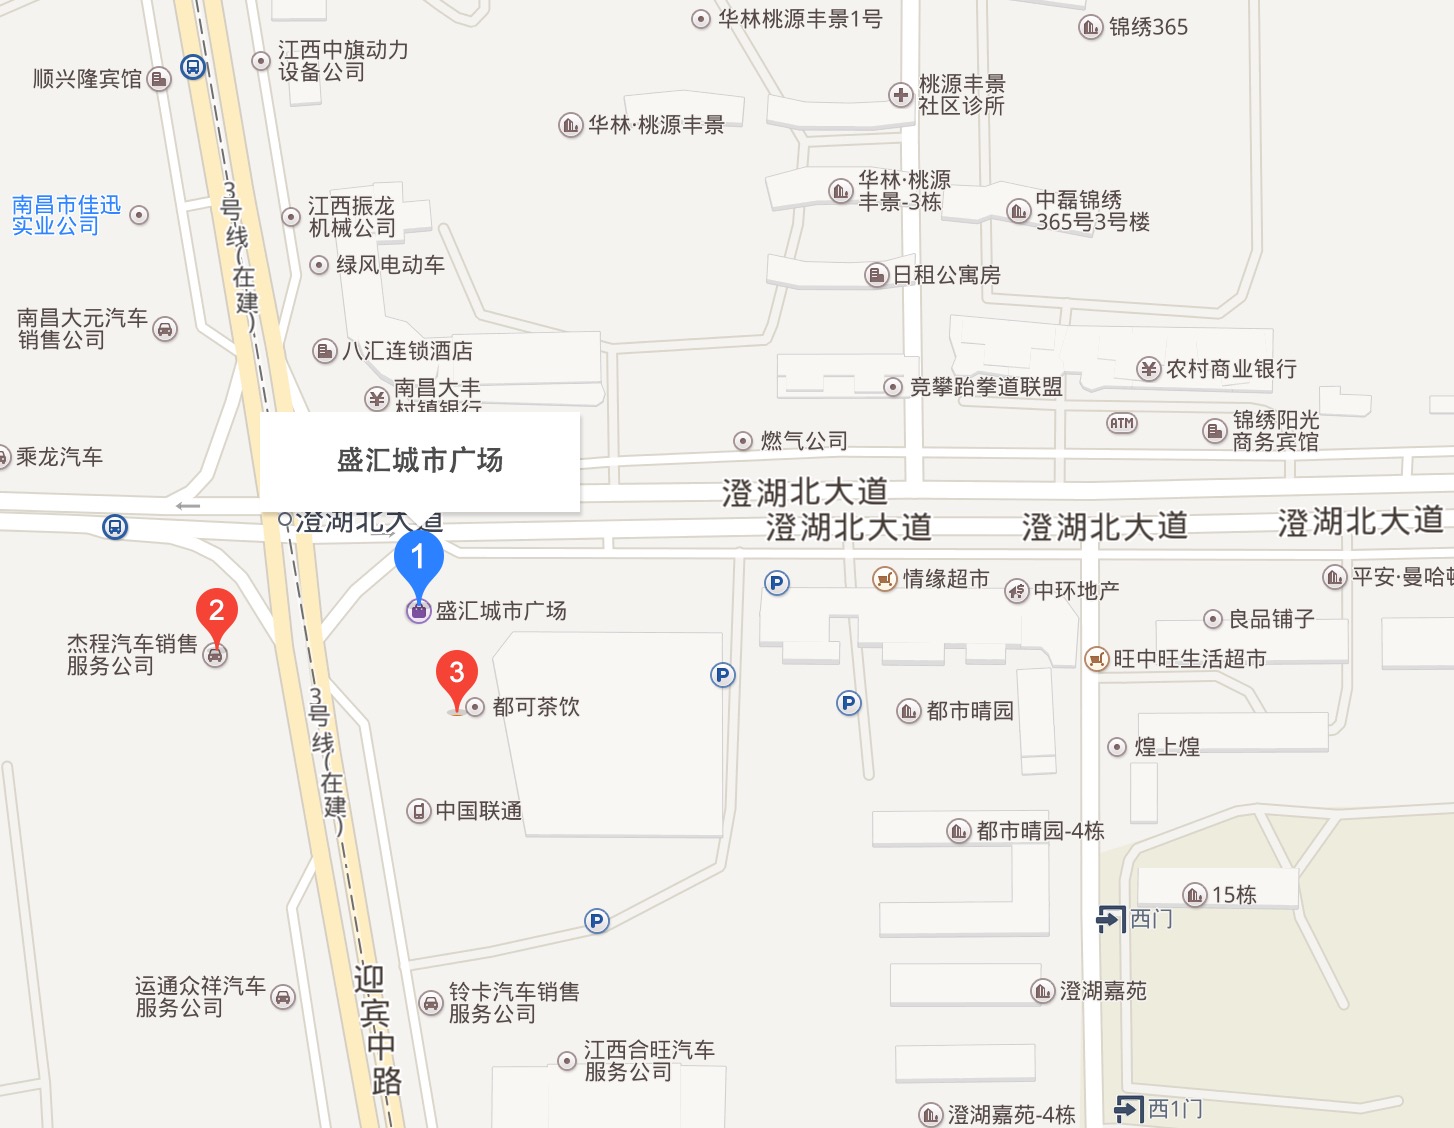 华林桃源丰景1号
锦绣365
江西中旗动力
设备公司
顺兴隆宾馆
桃源丰景
社区诊所
华林·桃源丰景
华林·桃源
丰景-3栋
中磊锦绣
365号3号楼
南昌市佳迅
实业公司
3号线(在建)
江西振龙
机械公司
绿风电动车
日租公寓房
南昌大元汽车
销售公司
八汇连锁酒店
农村商业银行
南昌大丰
村镇银行
竞攀跆拳道联盟
ATM
锦绣阳光
商务宾馆
燃气公司
乘龙汽车
盛汇城市广场
澄湖北大道
澄湖北大道
澄湖北大道
澄湖北大道
澄湖北大道
1
P
情缘超市
中环地产
平安·曼哈顿
2
盛汇城市广场
良品铺子
杰程汽车销售
服务公司
旺中旺生活超市
3
P
P
都可茶饮
都市晴园
3号线(在建)
煌上煌
中国联通
都市晴园-4栋
15栋
P
西门
运通众祥汽车
服务公司
迎宾中路
铃卡汽车销售
服务公司
澄湖嘉苑
江西合旺汽车
服务公司
澄湖嘉苑-4栋
西1门